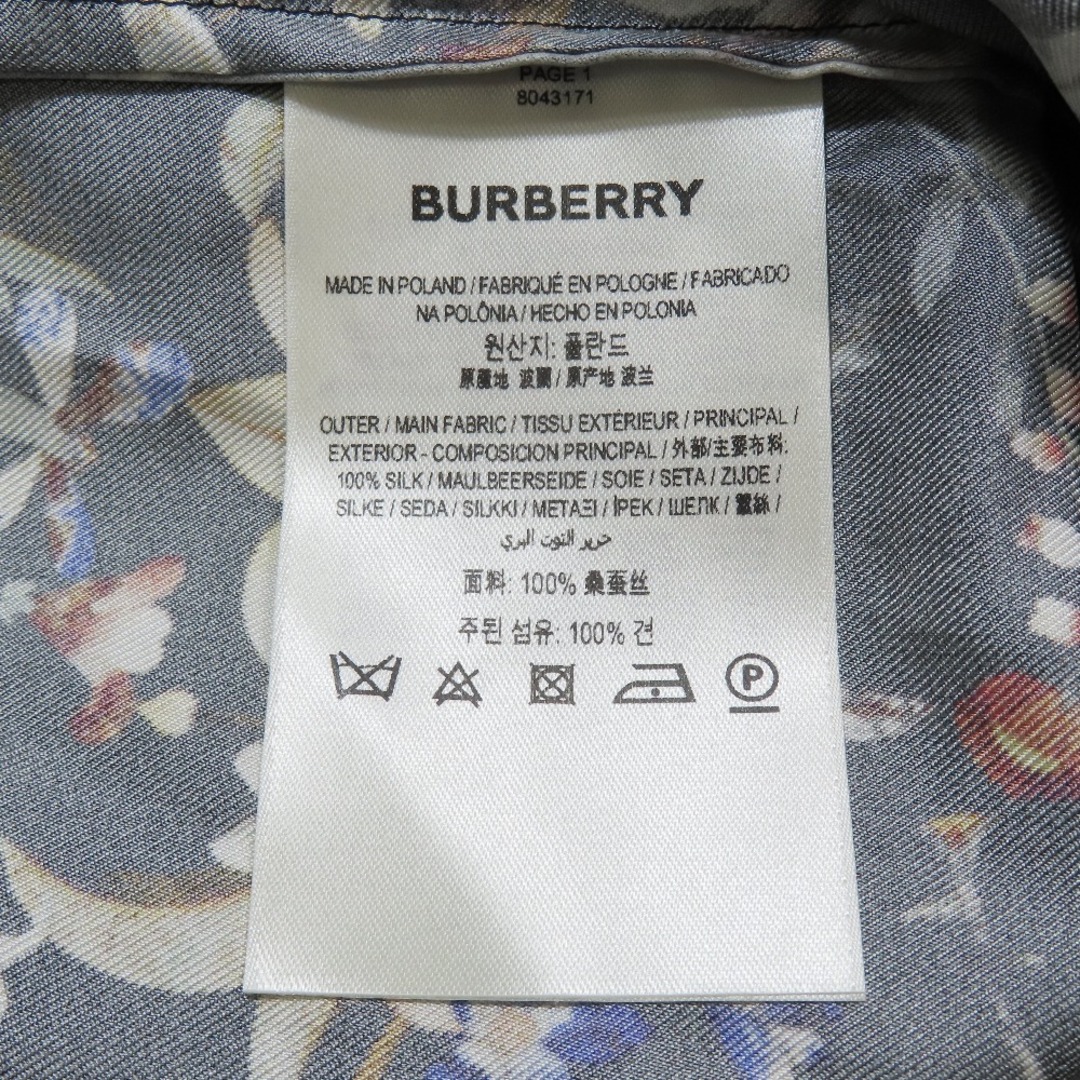 PAGE 1
8043171
BURBERRY
MADE IN POLAND / FABRIQUÉ EN POLOGNE / FABRICADO
NA POLÔNIA / HECHO EN POLONIA
원산지: 폴란드
原產地 波蘭 / 原产地 波兰
OUTER / MAIN FABRIC / TISSU EXTÉRIEUR / PRINCIPAL /
EXTERIOR - COMPOSICION PRINCIPAL / 外部/主要布料:
100% SILK / MAULBEERSEIDE / SOIE / SETA / ZIJDE /
SILKE / SEDA / SILKKI / ΜΕΤΑΞΙ / İPEK / ШЕЛК / 蠶絲 /
حرير التوت البري
面料: 100% 桑蚕丝
주된 섬유: 100% 견
P